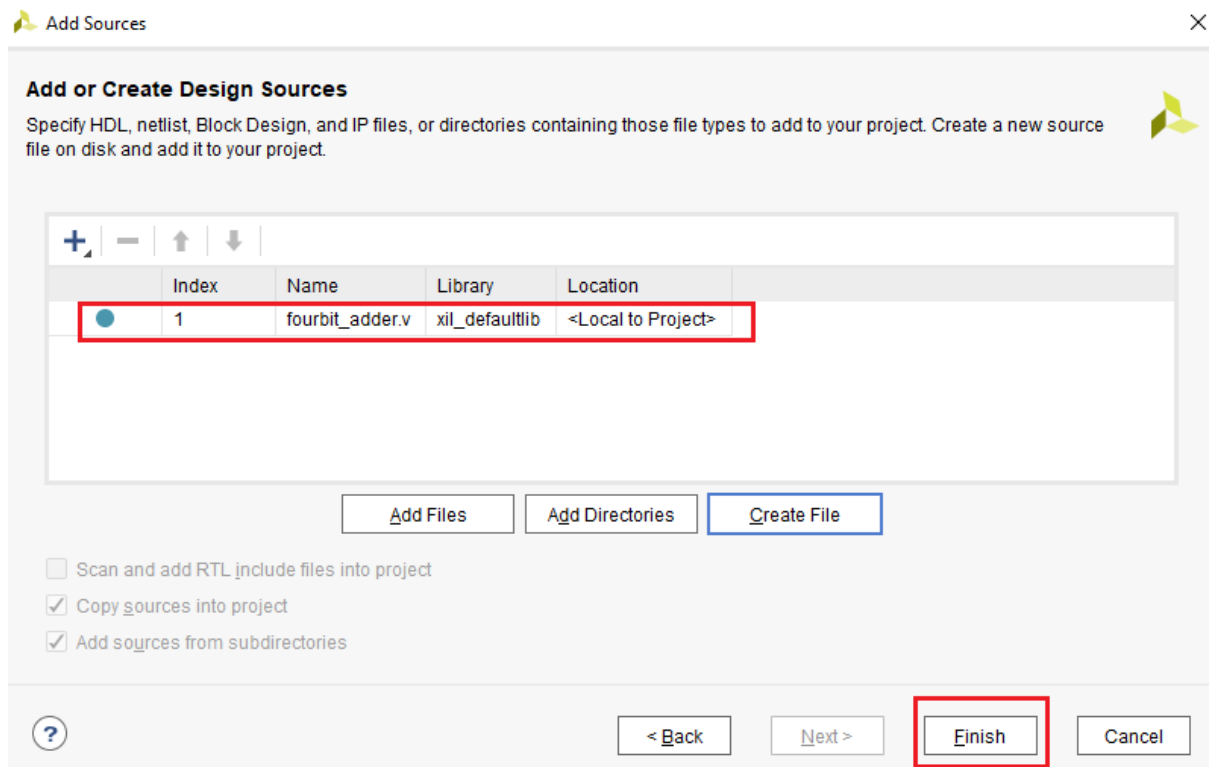 Add Sources
Add or Create Design Sources
Specify HDL, netlist, Block Design, and IP files, or directories containing those file types to add to your project. Create a new source
file on disk and add it to your project.
Index Name Library Location
1 fourbit_adder.v xil_defaultlib <Local to Project>
Add Files Add Directories Create File
Scan and add RTL include files into project
Copy sources into project
Add sources from subdirectories
? < Back Next > Finish Cancel